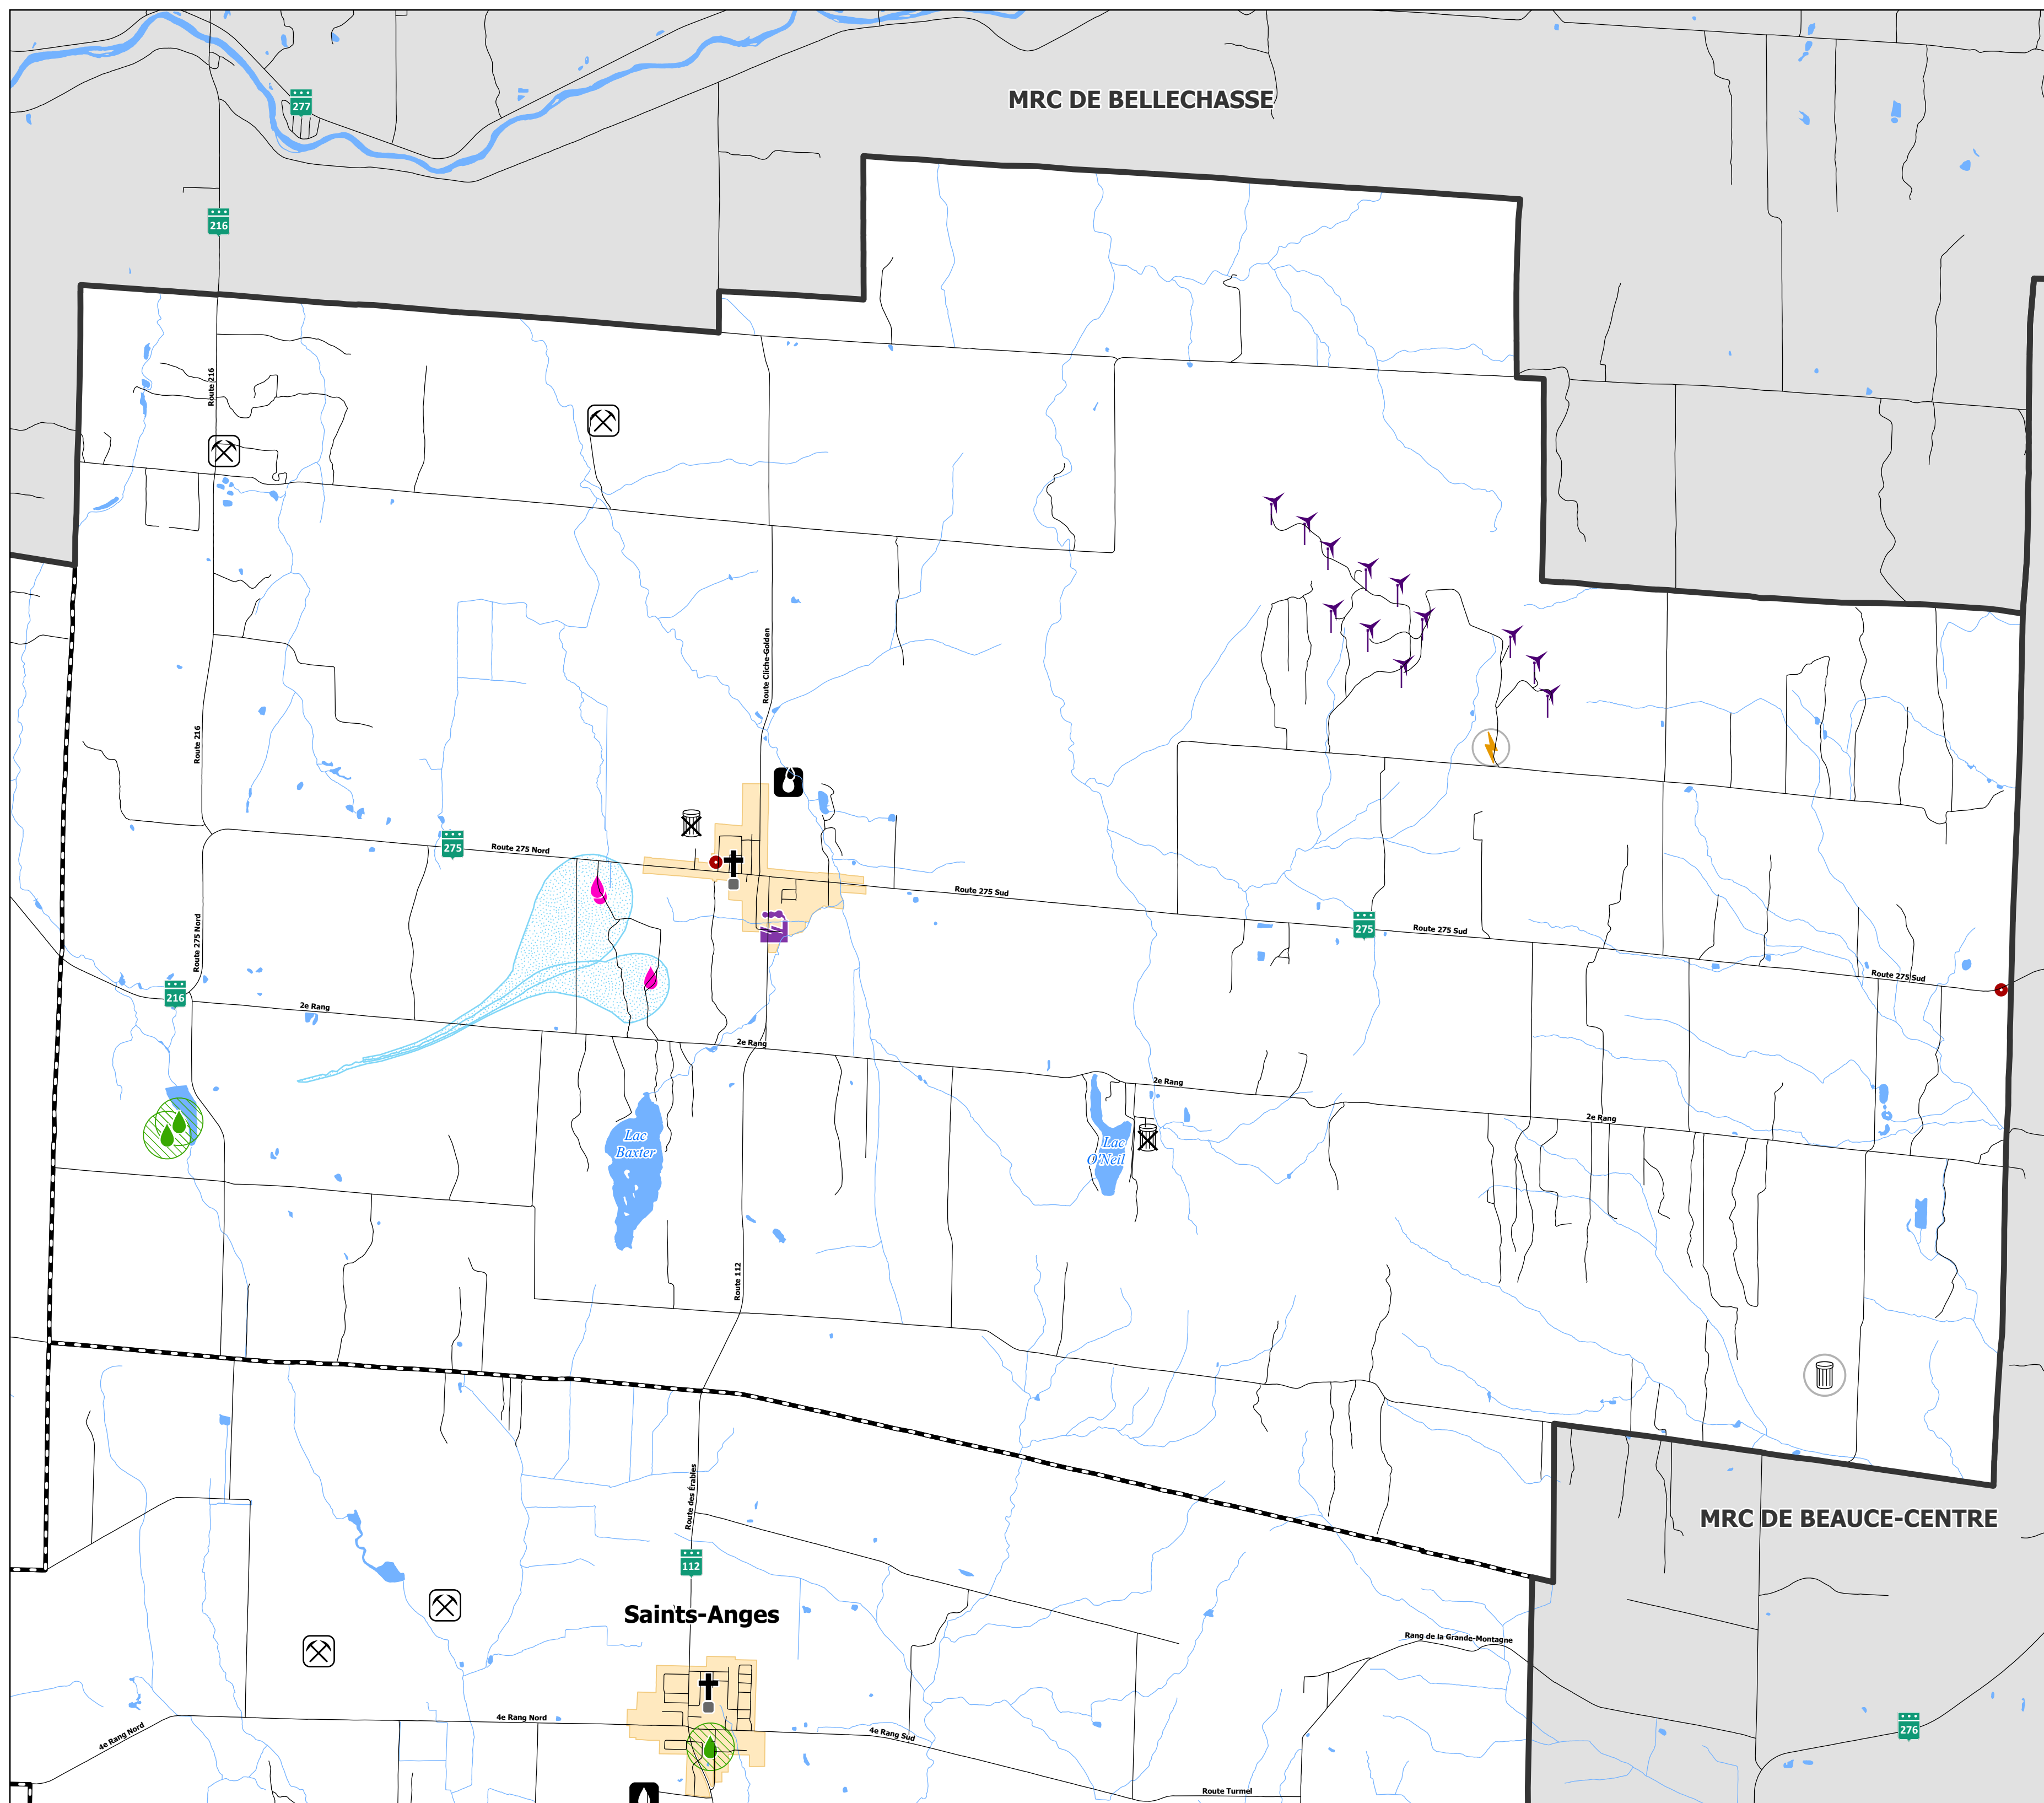 MRC DE BELLECHASSE
277
216
Route 216
Route Cliche-Golden
Route 216
275
Route 275 Nord
Route 275 Sud
275
Route 275 Sud
Route 275 Nord
Route 275 Sud
216
2e Rang
2e Rang
2e Rang
2e Rang
Lac
Baxter
Lac
O'Neil
Route 112
MRC DE BEAUCE-CENTRE
Route des Érables
112
Saints-Anges
Rang de la Grande-Montagne
4e Rang Nord
4e Rang Nord
4e Rang Sud
276
Route Turmel